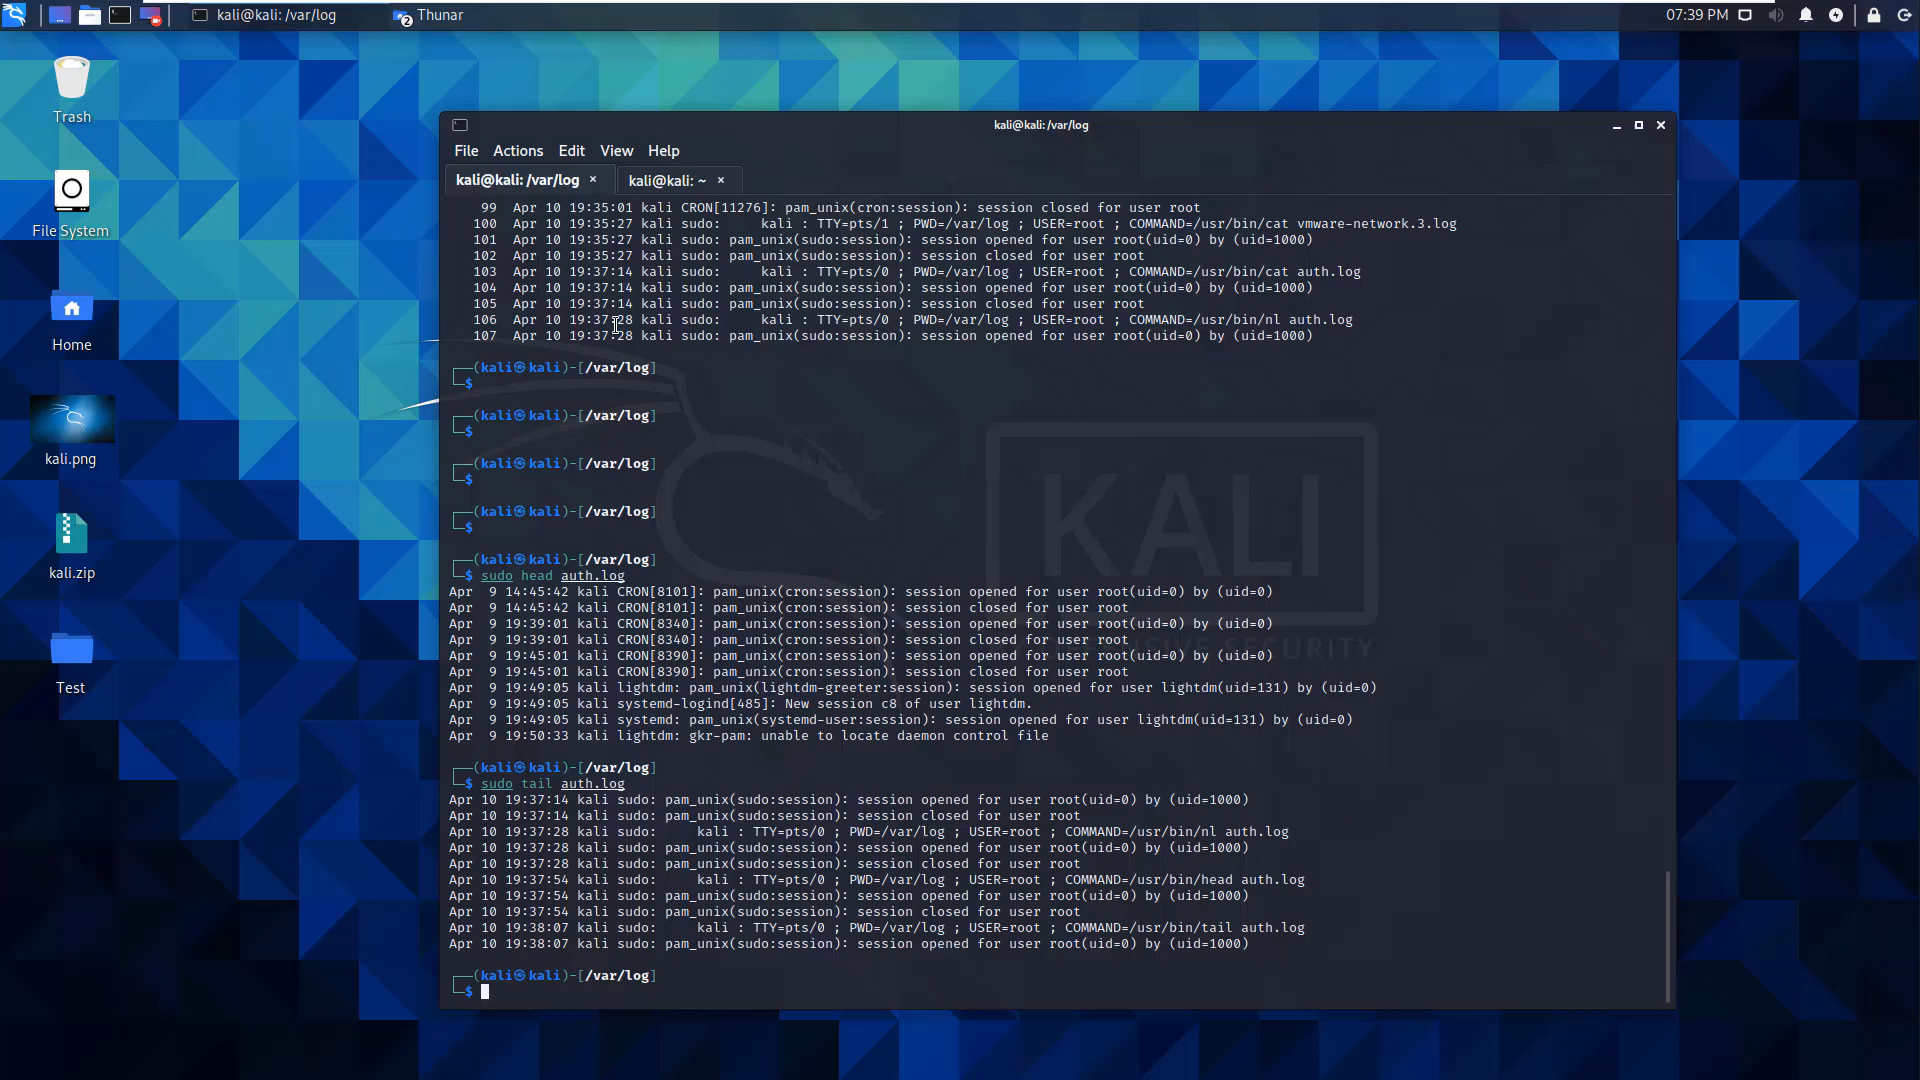 kali@kali: /var/log
2
Thunar
07:39 PM
Trash
File System
Home
kali.png
kali.zip
Test
kali@kali: /var/log
File Actions Edit View Help
kali@kali: /var/log × kali@kali: ~ ×
99 Apr 10 19:35:01 kali CRON[11276]: pam_unix(cron:session): session closed for user root
100 Apr 10 19:35:27 kali sudo: kali : TTY=pts/1 ; PWD=/var/log ; USER=root ; COMMAND=/usr/bin/cat vmware-network.3.log
101 Apr 10 19:35:27 kali sudo: pam_unix(sudo:session): session opened for user root(uid=0) by (uid=1000)
102 Apr 10 19:35:27 kali sudo: pam_unix(sudo:session): session closed for user root
103 Apr 10 19:37:14 kali sudo: kali : TTY=pts/0 ; PWD=/var/log ; USER=root ; COMMAND=/usr/bin/cat auth.log
104 Apr 10 19:37:14 kali sudo: pam_unix(sudo:session): session opened for user root(uid=0) by (uid=1000)
105 Apr 10 19:37:14 kali sudo: pam_unix(sudo:session): session closed for user root
106 Apr 10 19:37:28 kali sudo: kali : TTY=pts/0 ; PWD=/var/log ; USER=root ; COMMAND=/usr/bin/nl auth.log
107 Apr 10 19:37:28 kali sudo: pam_unix(sudo:session): session opened for user root(uid=0) by (uid=1000)
┌──(kali㉿kali)-[/var/log]
└─$
┌──(kali㉿kali)-[/var/log]
└─$
┌──(kali㉿kali)-[/var/log]
└─$
┌──(kali㉿kali)-[/var/log]
└─$
┌──(kali㉿kali)-[/var/log]
└─$ sudo head auth.log
Apr 9 14:45:42 kali CRON[8101]: pam_unix(cron:session): session opened for user root(uid=0) by (uid=0)
Apr 9 14:45:42 kali CRON[8101]: pam_unix(cron:session): session closed for user root
Apr 9 19:39:01 kali CRON[8340]: pam_unix(cron:session): session opened for user root(uid=0) by (uid=0)
Apr 9 19:39:01 kali CRON[8340]: pam_unix(cron:session): session closed for user root
Apr 9 19:45:01 kali CRON[8390]: pam_unix(cron:session): session opened for user root(uid=0) by (uid=0)
Apr 9 19:45:01 kali CRON[8390]: pam_unix(cron:session): session closed for user root
Apr 9 19:49:05 kali lightdm: pam_unix(lightdm-greeter:session): session opened for user lightdm(uid=131) by (uid=0)
Apr 9 19:49:05 kali systemd-logind[485]: New session c8 of user lightdm.
Apr 9 19:49:05 kali systemd: pam_unix(systemd-user:session): session opened for user lightdm(uid=131) by (uid=0)
Apr 9 19:50:33 kali lightdm: gkr-pam: unable to locate daemon control file
┌──(kali㉿kali)-[/var/log]
└─$ sudo tail auth.log
Apr 10 19:37:14 kali sudo: pam_unix(sudo:session): session opened for user root(uid=0) by (uid=1000)
Apr 10 19:37:14 kali sudo: pam_unix(sudo:session): session closed for user root
Apr 10 19:37:28 kali sudo: kali : TTY=pts/0 ; PWD=/var/log ; USER=root ; COMMAND=/usr/bin/nl auth.log
Apr 10 19:37:28 kali sudo: pam_unix(sudo:session): session opened for user root(uid=0) by (uid=1000)
Apr 10 19:37:28 kali sudo: pam_unix(sudo:session): session closed for user root
Apr 10 19:37:54 kali sudo: kali : TTY=pts/0 ; PWD=/var/log ; USER=root ; COMMAND=/usr/bin/head auth.log
Apr 10 19:37:54 kali sudo: pam_unix(sudo:session): session opened for user root(uid=0) by (uid=1000)
Apr 10 19:37:54 kali sudo: pam_unix(sudo:session): session closed for user root
Apr 10 19:38:07 kali sudo: kali : TTY=pts/0 ; PWD=/var/log ; USER=root ; COMMAND=/usr/bin/tail auth.log
Apr 10 19:38:07 kali sudo: pam_unix(sudo:session): session opened for user root(uid=0) by (uid=1000)
┌──(kali㉿kali)-[/var/log]
└─$
KALI
OFFENSIVE SECURITY